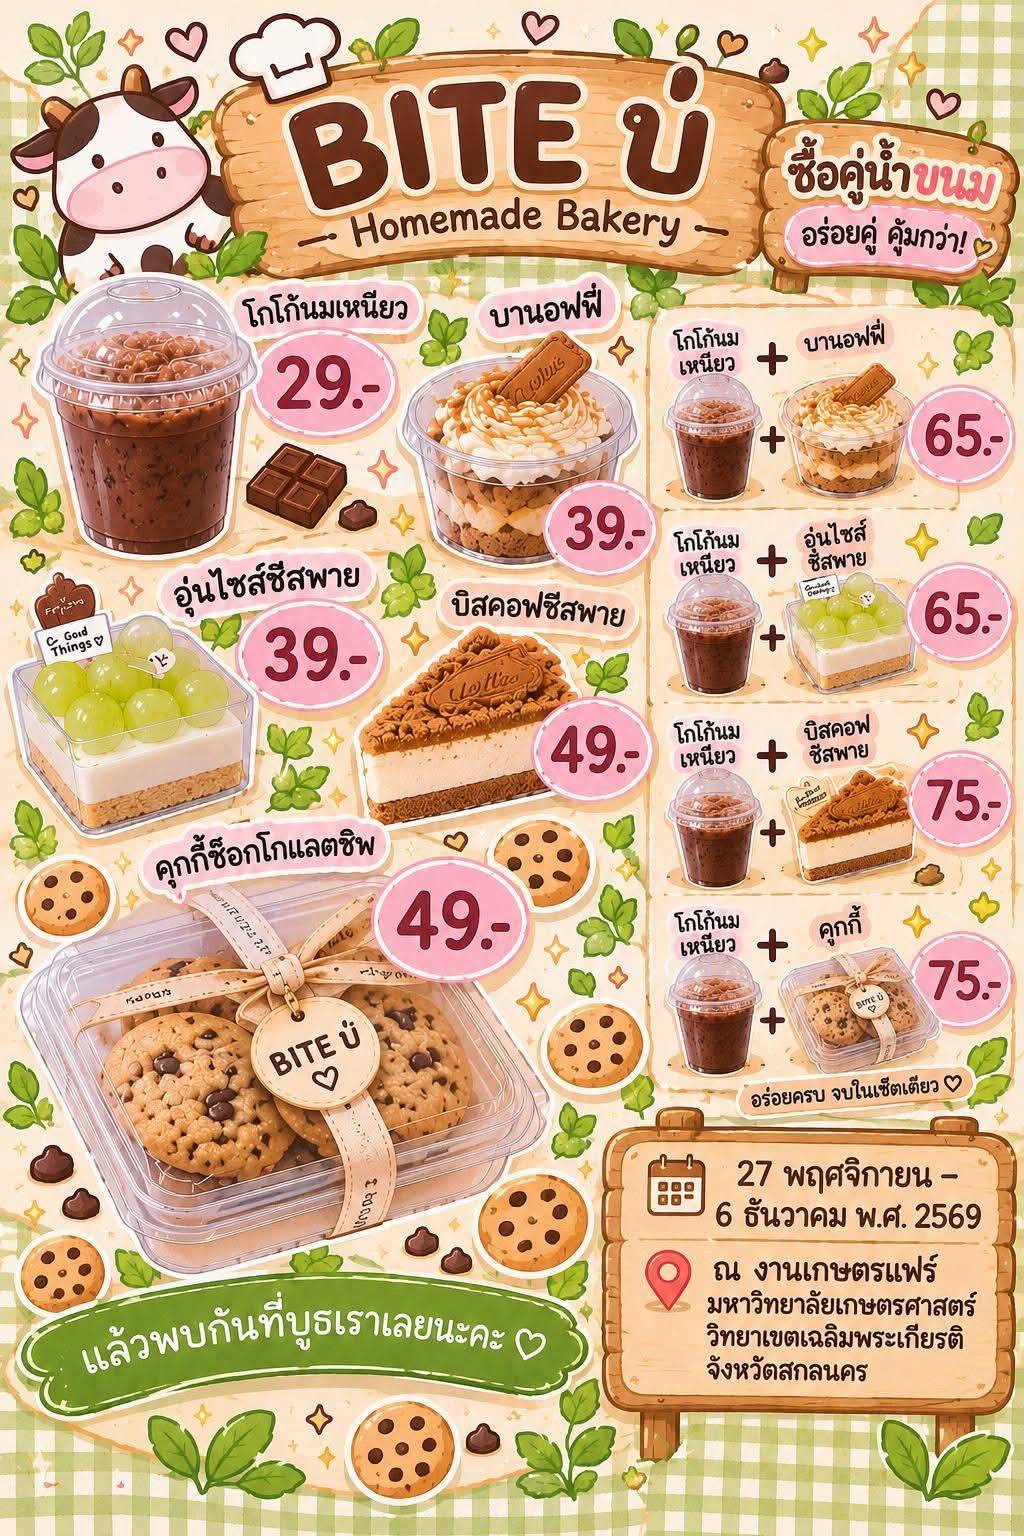 BITE ບໍ່
Homemade Bakery
ซื้อคู่น้ำขนม
อร่อยคู่ คุ้มกว่า!
โกโก้นมเหนียว
29.-
บานอฟฟี่
39.-
อุ่นไซส์ชีสพาย
39.-
Good
Things♡
บิสคอฟชีสพาย
49.-
คุกกี้ช็อกโกแลตชิพ
49.-
BITE ບໍ່
♡
โกโก้นม
เหนียว
+
บานอฟฟี่
+
65.-
โกโก้นม
เหนียว
+
อุ่นไซส์
ชีสพาย
+
65.-
โกโก้นม
เหนียว
+
บิสคอฟ
ชีสพาย
+
75.-
โกโก้นม
เหนียว
+
คุกกี้
+
BITE ບໍ່
75.-
อร่อยครบ จบในเซ็ตเดียว ♡
27 พฤศจิกายน –
6 ธันวาคม พ.ศ. 2569
ณ งานเกษตรแฟร์
มหาวิทยาลัยเกษตรศาสตร์
วิทยาเขตเฉลิมพระเกียรติ
จังหวัดสกลนคร
แล้วพบกันที่บูธเราเลยนะคะ ♡